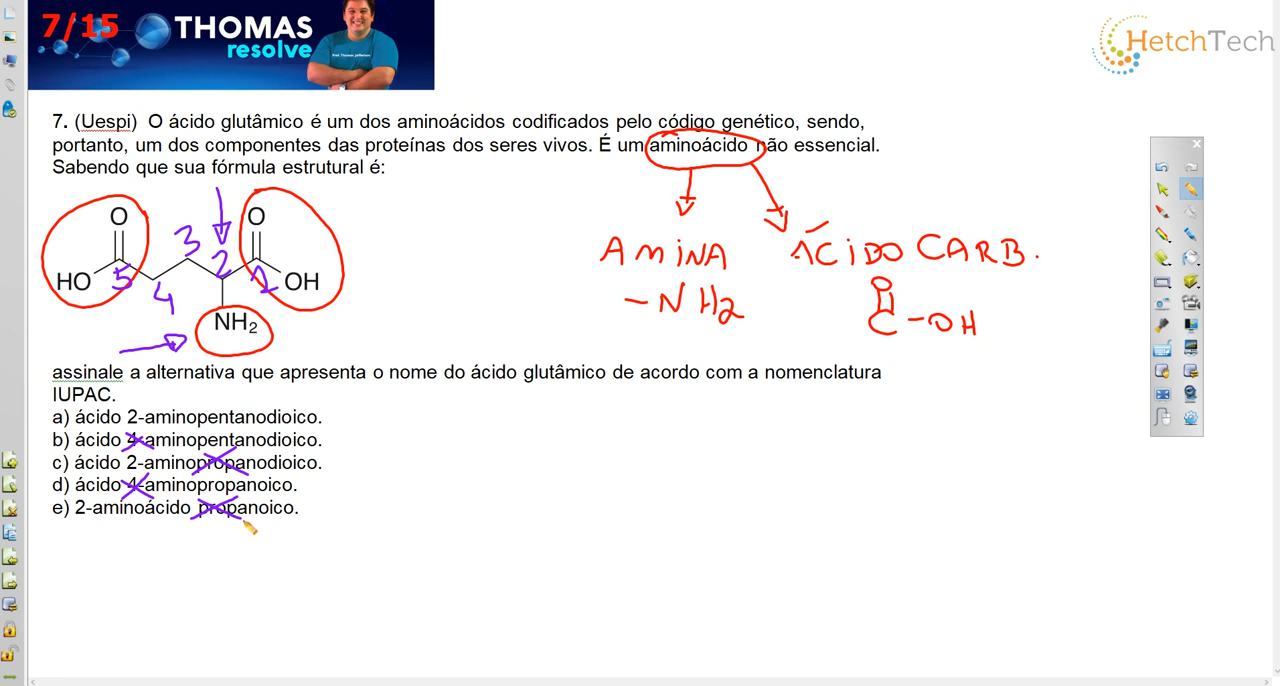 7/15
THOMAS
resolve
HetchTech
7. (Uespi) O ácido glutâmico é um dos aminoácidos codificados pelo código genético, sendo,
portanto, um dos componentes das proteínas dos seres vivos. É um aminoácido não essencial.
Sabendo que sua fórmula estrutural é:
O O
3
2
HO 5 1 OH
4
NH2
AMINA ÁCIDO CARB.
-NH2
O
C-OH
assinale a alternativa que apresenta o nome do ácido glutâmico de acordo com a nomenclatura
IUPAC.
a) ácido 2-aminopentanodioico.
b) ácido 4-aminopentanodioico.
c) ácido 2-aminopropanodioico.
d) ácido 4-aminopropanoico.
e) 2-aminoácido propanoico.